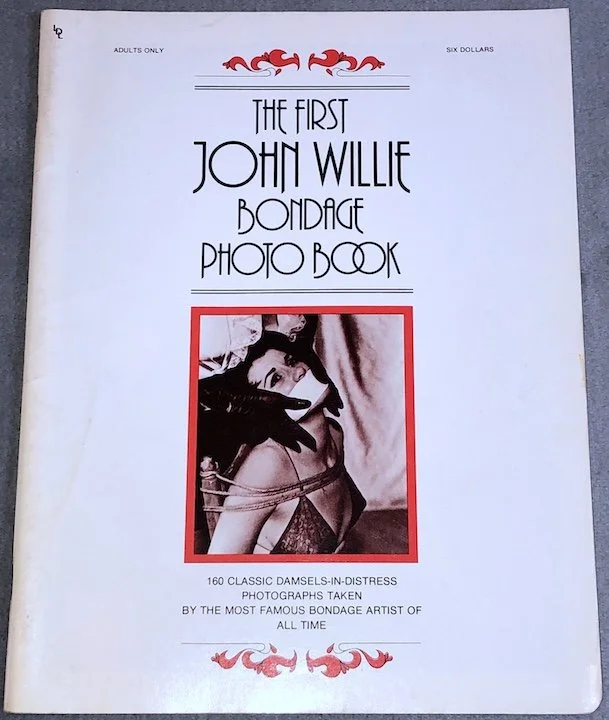 ADULTS ONLY
SIX DOLLARS
THE FIRST
JOHN WILLIE
BONDAGE
PHOTO BOOK
160 CLASSIC DAMSELS-IN-DISTRESS
PHOTOGRAPHS TAKEN
BY THE MOST FAMOUS BONDAGE ARTIST OF
ALL TIME